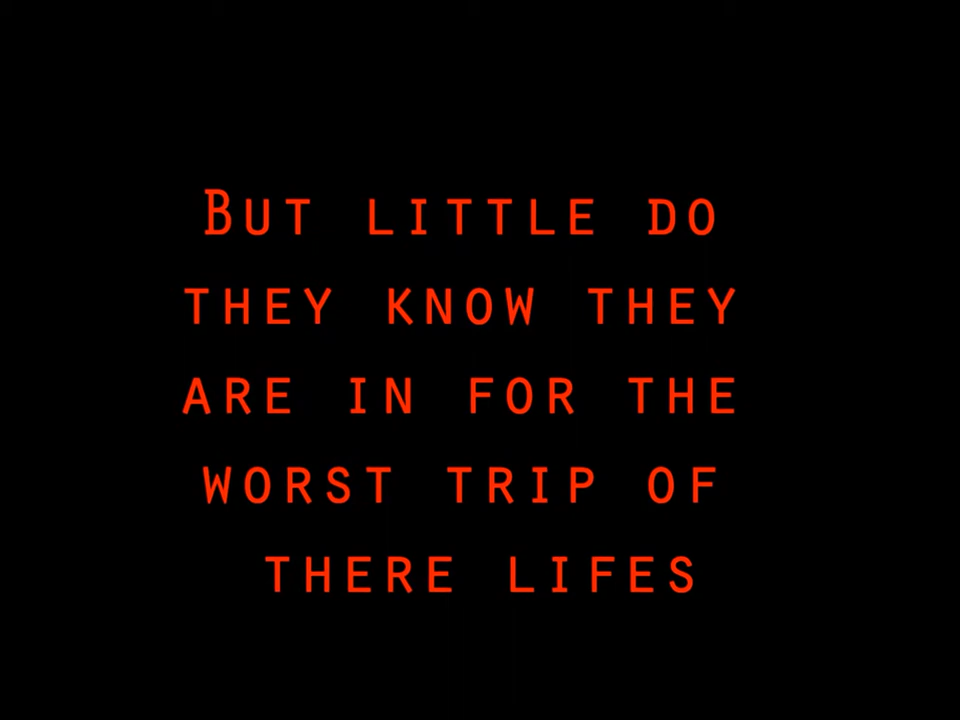 But little do
they know they
are in for the
worst trip of
there lifes